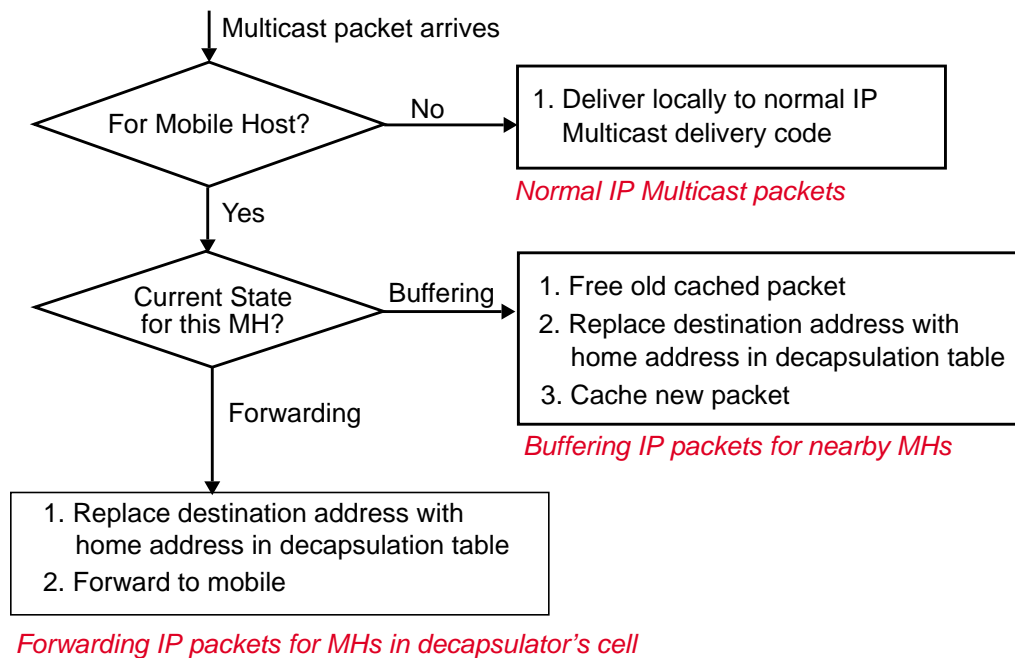 Multicast packet arrives
For Mobile Host?
No
1. Deliver locally to normal IP
Multicast delivery code
Normal IP Multicast packets
Yes
Current State
for this MH?
Buffering
1. Free old cached packet
2. Replace destination address with
home address in decapsulation table
3. Cache new packet
Buffering IP packets for nearby MHs
Forwarding
1. Replace destination address with
home address in decapsulation table
2. Forward to mobile
Forwarding IP packets for MHs in decapsulator's cell